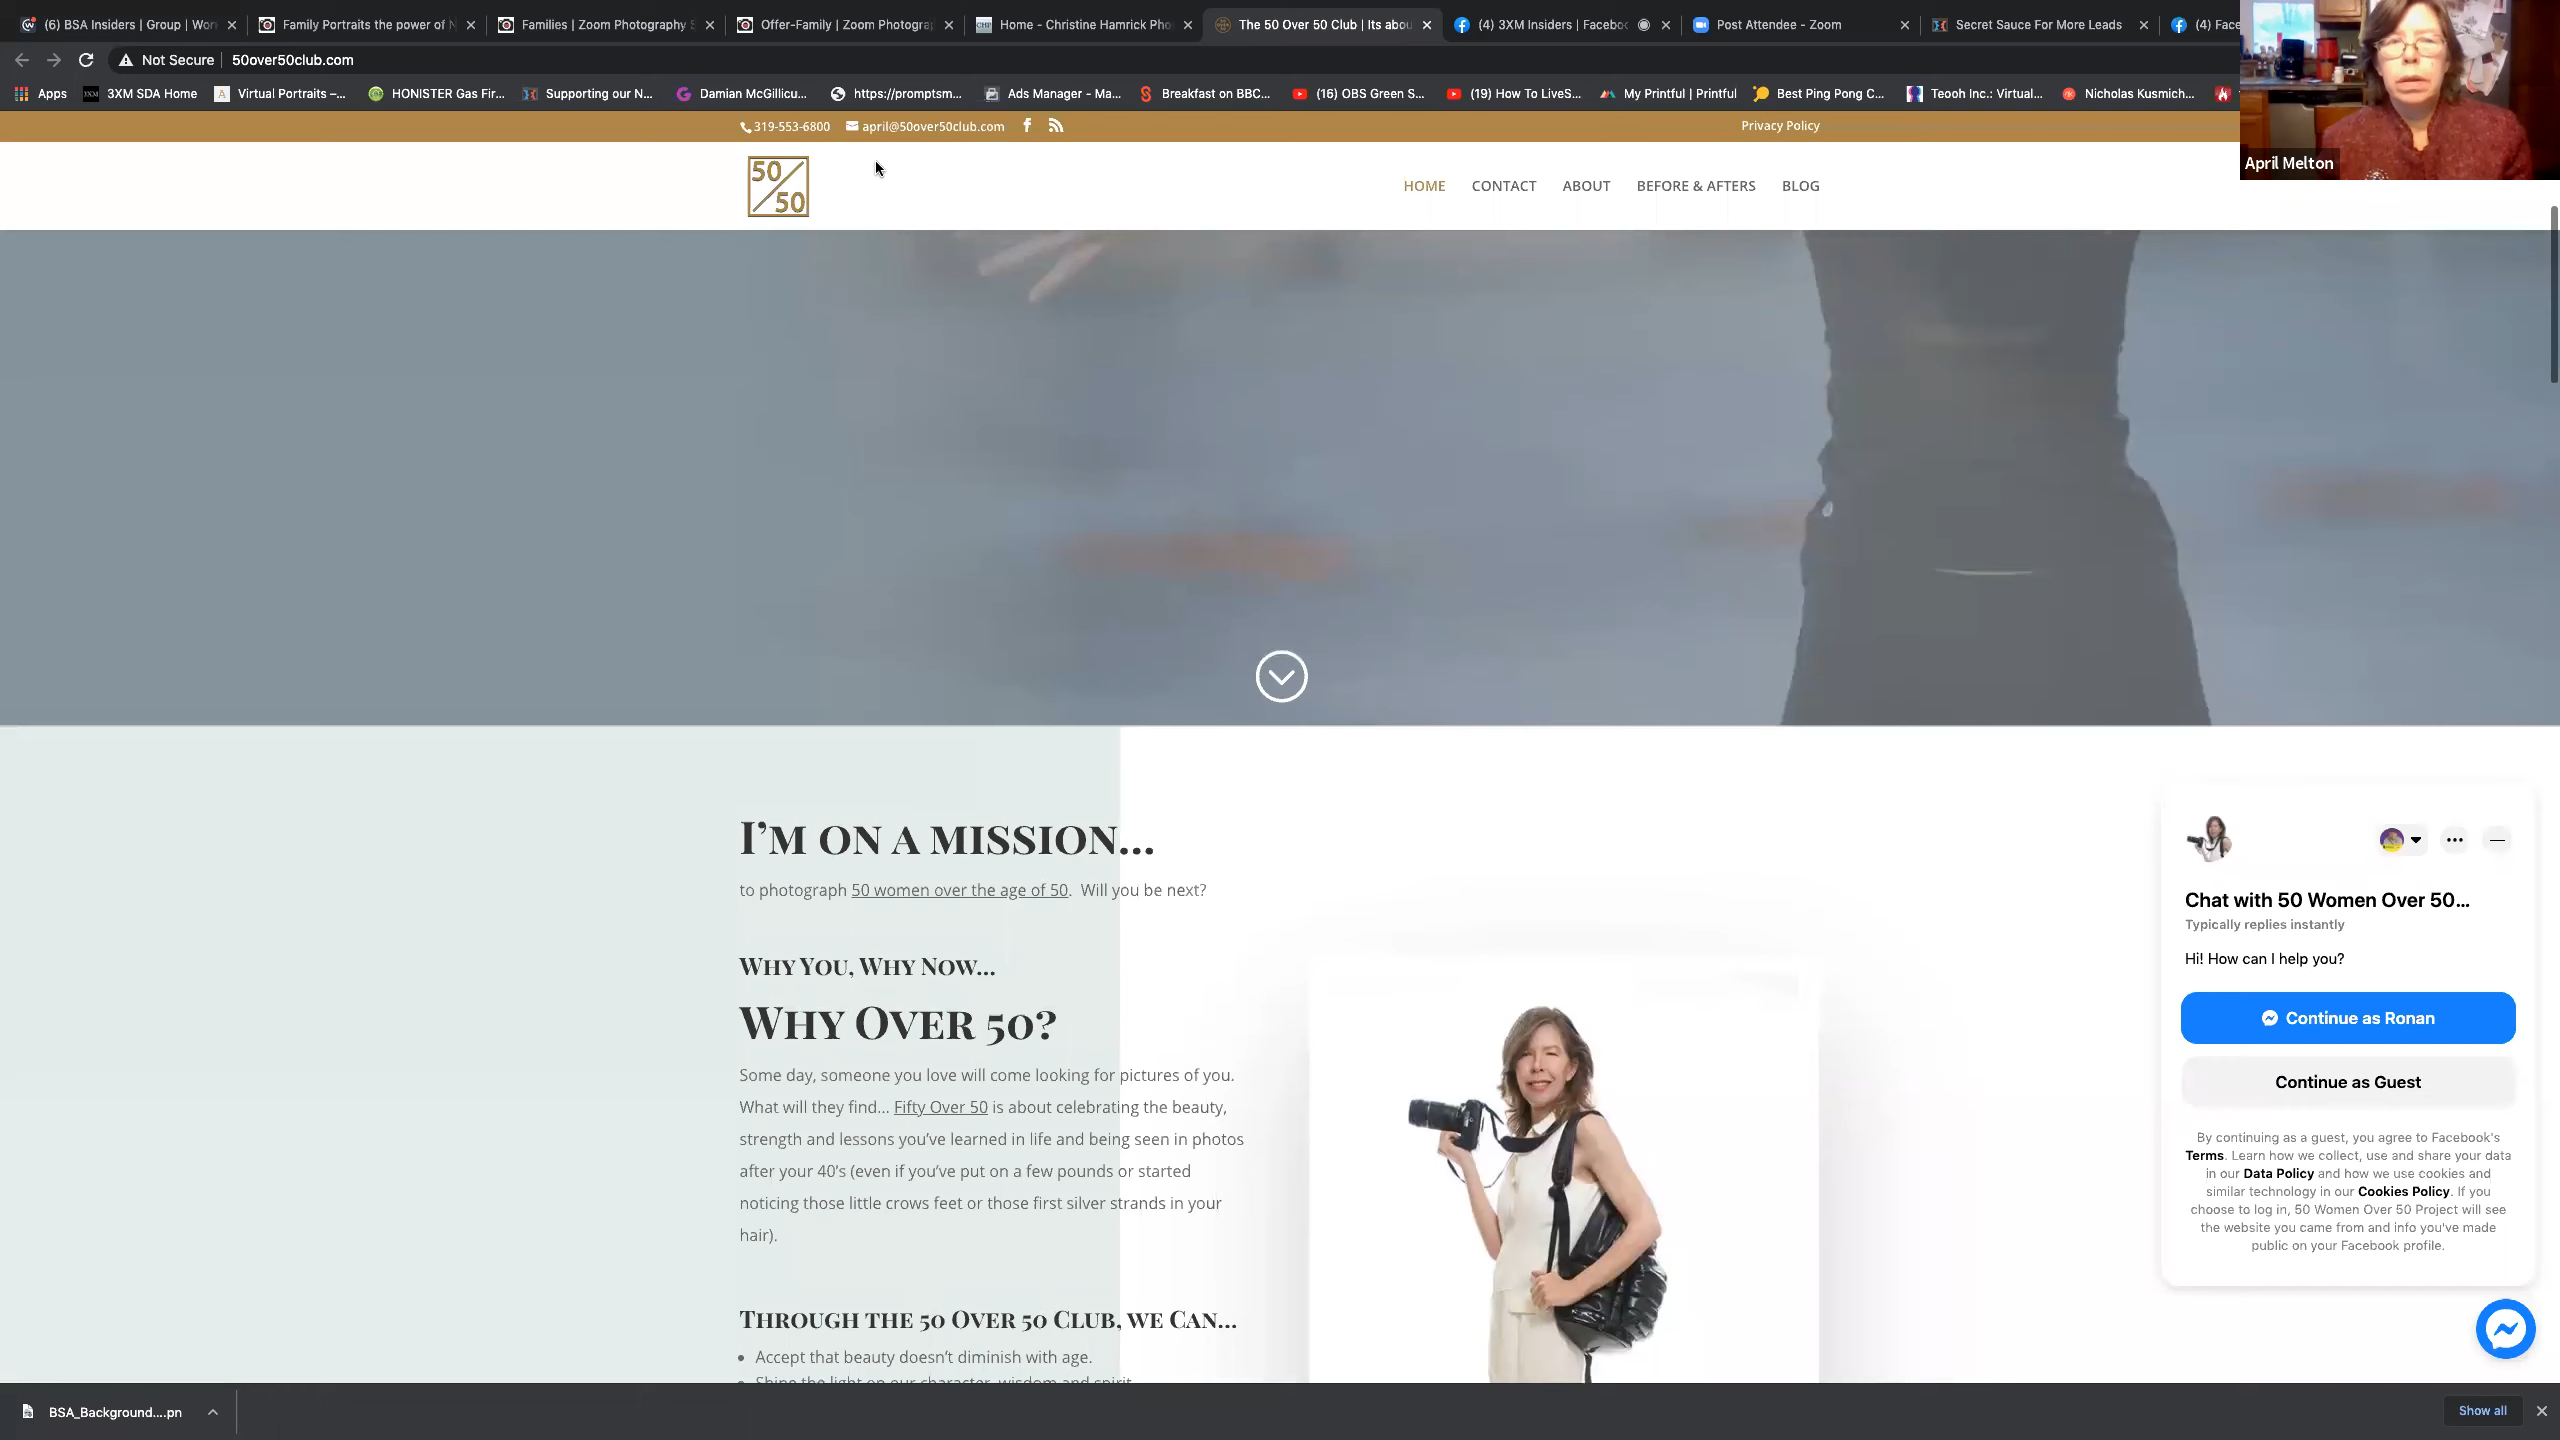 (6) BSA Insiders | Group | Wor
Family Portraits the power of
Families | Zoom Photography
Offer-Family | Zoom Photogra
Home - Christine Hamrick Pho
The 50 Over 50 Club | Its abou
(4) 3XM Insiders | Facebo
Post Attendee - Zoom
Secret Sauce For More Leads
(4) Face
Not Secure
50over50club.com
Apps
3XM SDA Home
Virtual Portraits –...
HONISTER Gas Fir...
Supporting our N...
Damian McGillicu...
https://promptsm...
Ads Manager - Ma...
Breakfast on BBC...
(16) OBS Green S...
(19) How To LiveS...
My Printful | Printful
Best Ping Pong C...
Teooh Inc.: Virtual...
Nicholas Kusmich...
April Melton
319-553-6800
april@50over50club.com
Privacy Policy
50/50
HOME
CONTACT
ABOUT
BEFORE & AFTERS
BLOG
I'm on a mission...
to photograph 50 women over the age of 50. Will you be next?
Why You, Why Now...
Why Over 50?
Some day, someone you love will come looking for pictures of you.
What will they find... Fifty Over 50 is about celebrating the beauty,
strength and lessons you've learned in life and being seen in photos
after your 40's (even if you've put on a few pounds or started
noticing those little crows feet or those first silver strands in your
hair).
Through the 50 Over 50 Club, we Can...
Accept that beauty doesn't diminish with age.
Shine the light on our character, wisdom and spirit
Chat with 50 Women Over 50...
Typically replies instantly
Hi! How can I help you?
Continue as Ronan
Continue as Guest
By continuing as a guest, you agree to Facebook's
Terms. Learn how we collect, use and share your data
in our Data Policy and how we use cookies and
similar technology in our Cookies Policy. If you
choose to log in, 50 Women Over 50 Project will see
the website you came from and info you've made
public on your Facebook profile.
BSA_Background....pn
Show all